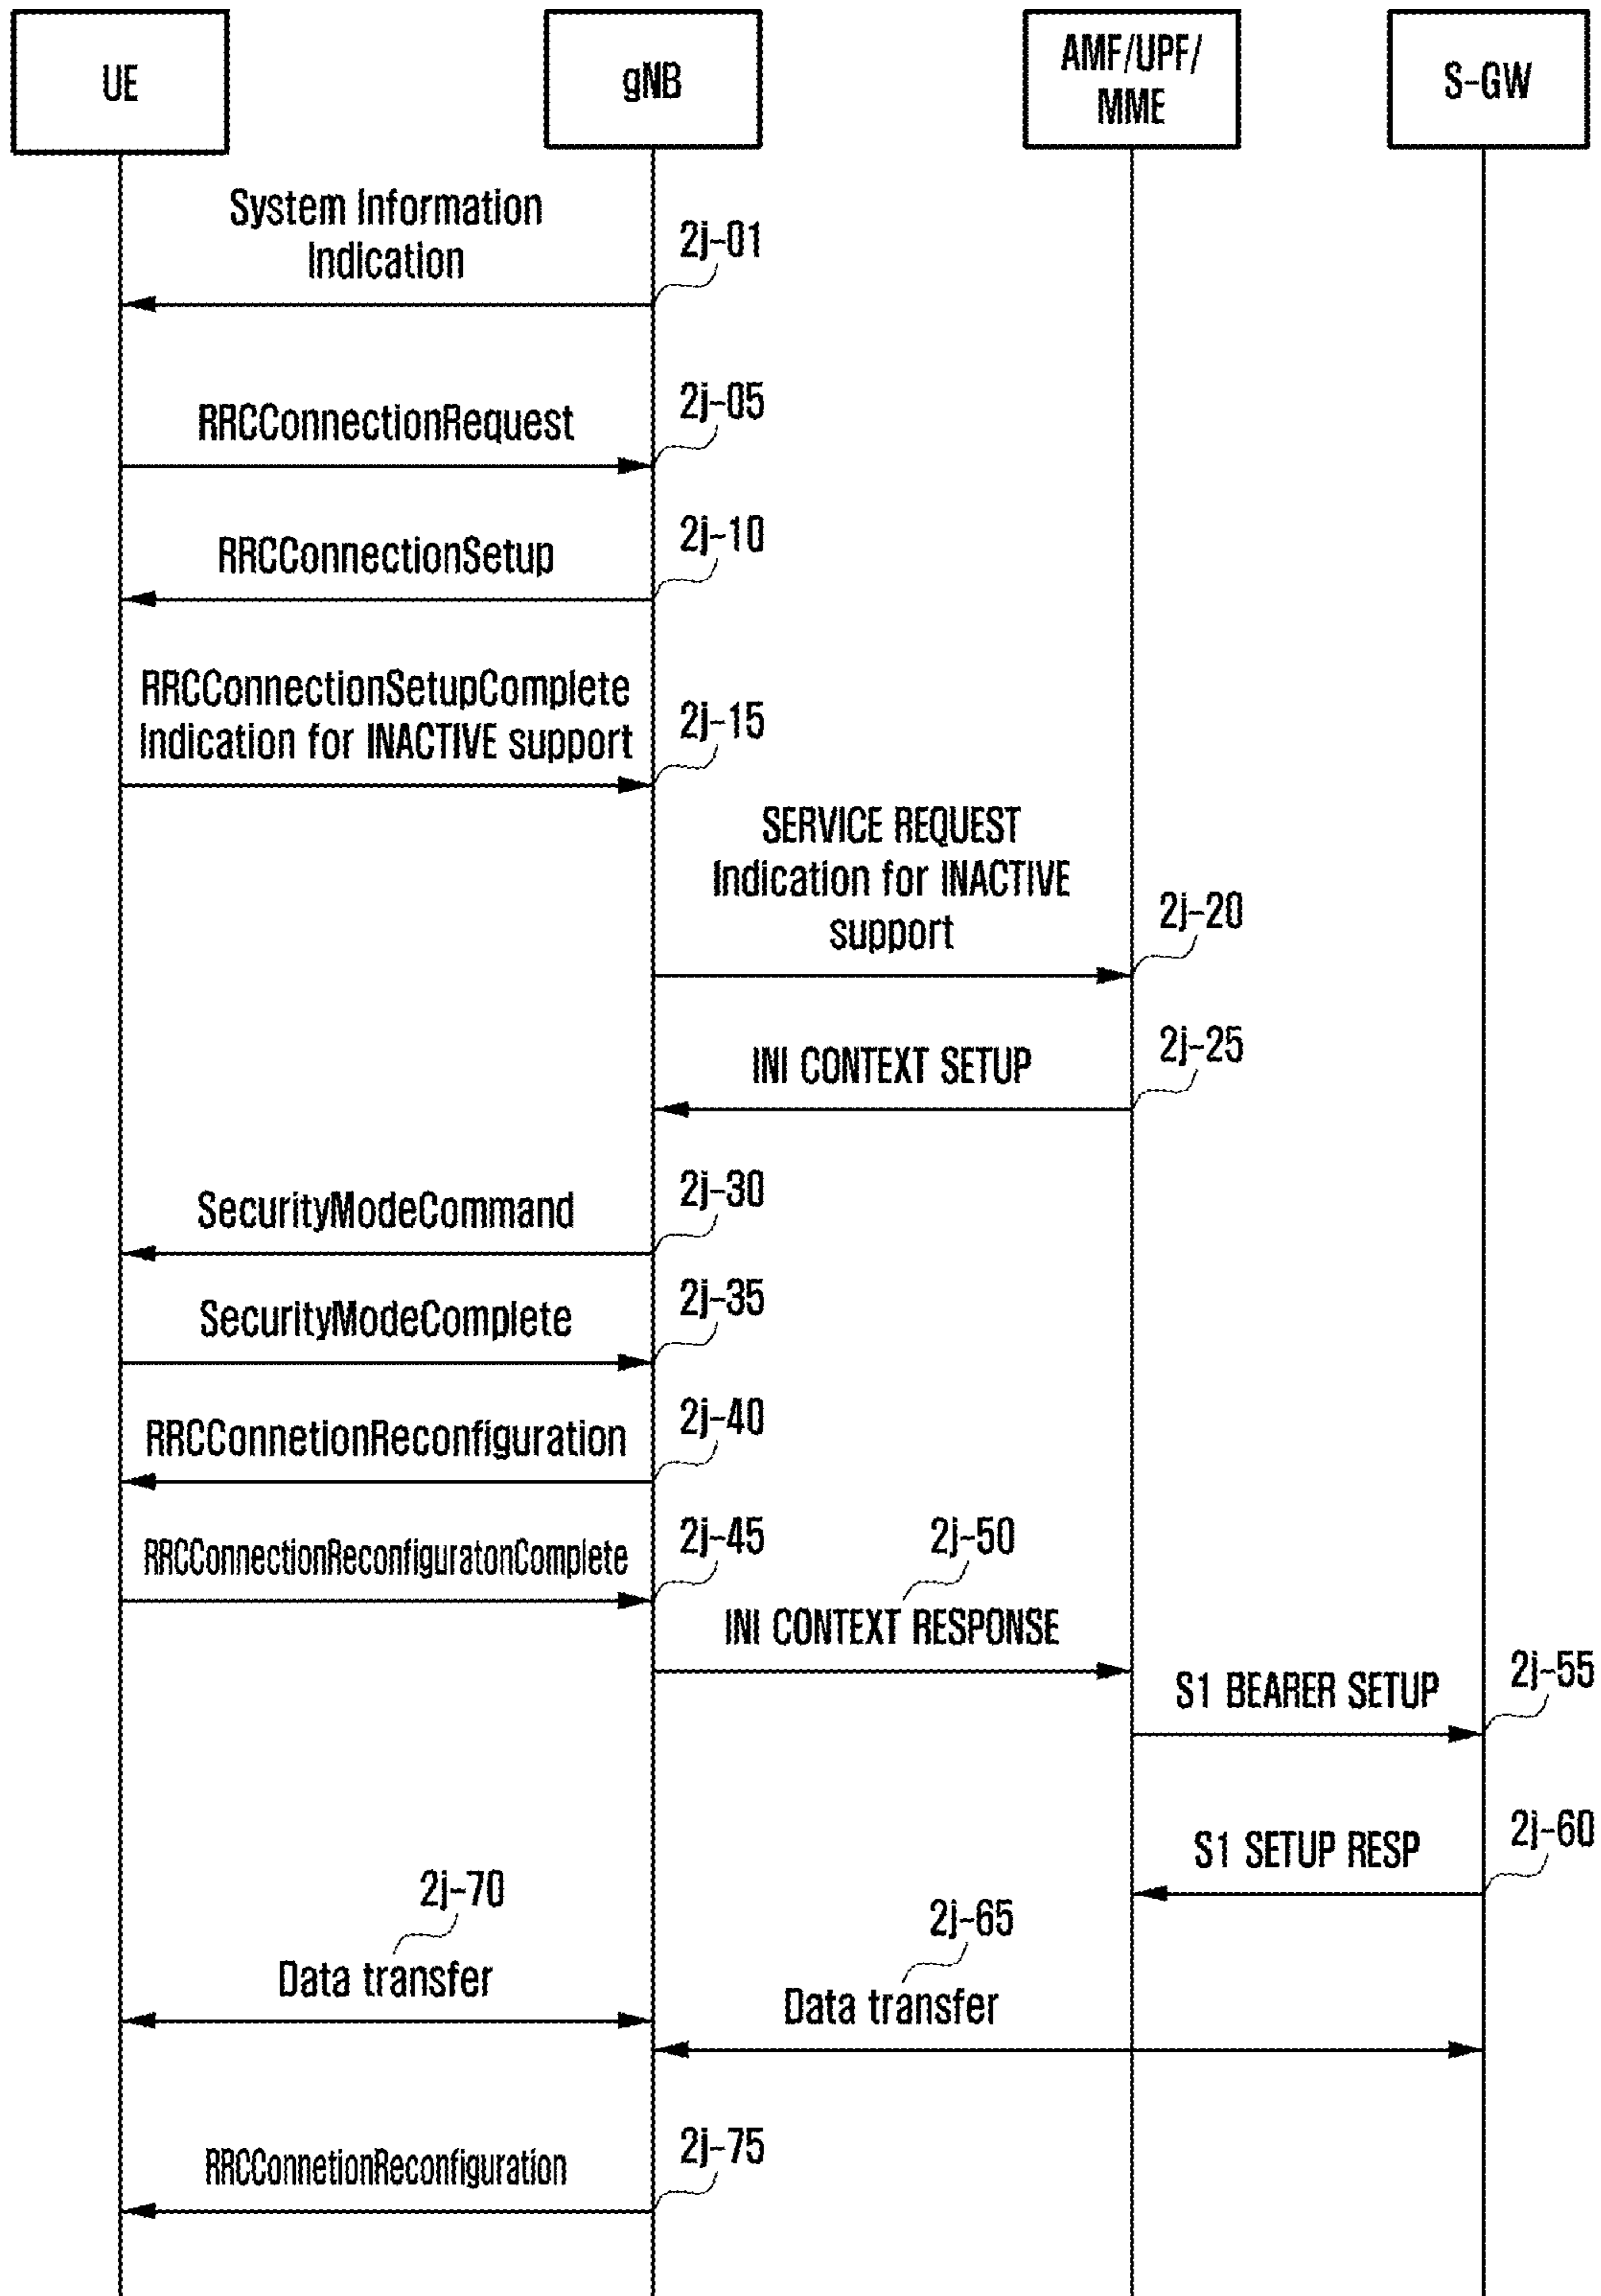 UE
gNB
AMF/UPF/
MME
S-GW
System Information
Indication
2j-01
RRCConnectionRequest
2j-05
RRCConnectionSetup
2j-10
RRCConnectionSetupComplete
Indication for INACTIVE support
2j-15
SERVICE REQUEST
Indication for INACTIVE
support
2j-20
INI CONTEXT SETUP
2j-25
SecurityModeCommand
2j-30
SecurityModeComplete
2j-35
RRCConnetionReconfiguration
2j-40
RRCConnectionReconfiguratonComplete
2j-45
2j-50
INI CONTEXT RESPONSE
S1 BEARER SETUP
2j-55
S1 SETUP RESP
2j-60
2j-70
Data transfer
2j-65
Data transfer
RRCConnetionReconfiguration
2j-75